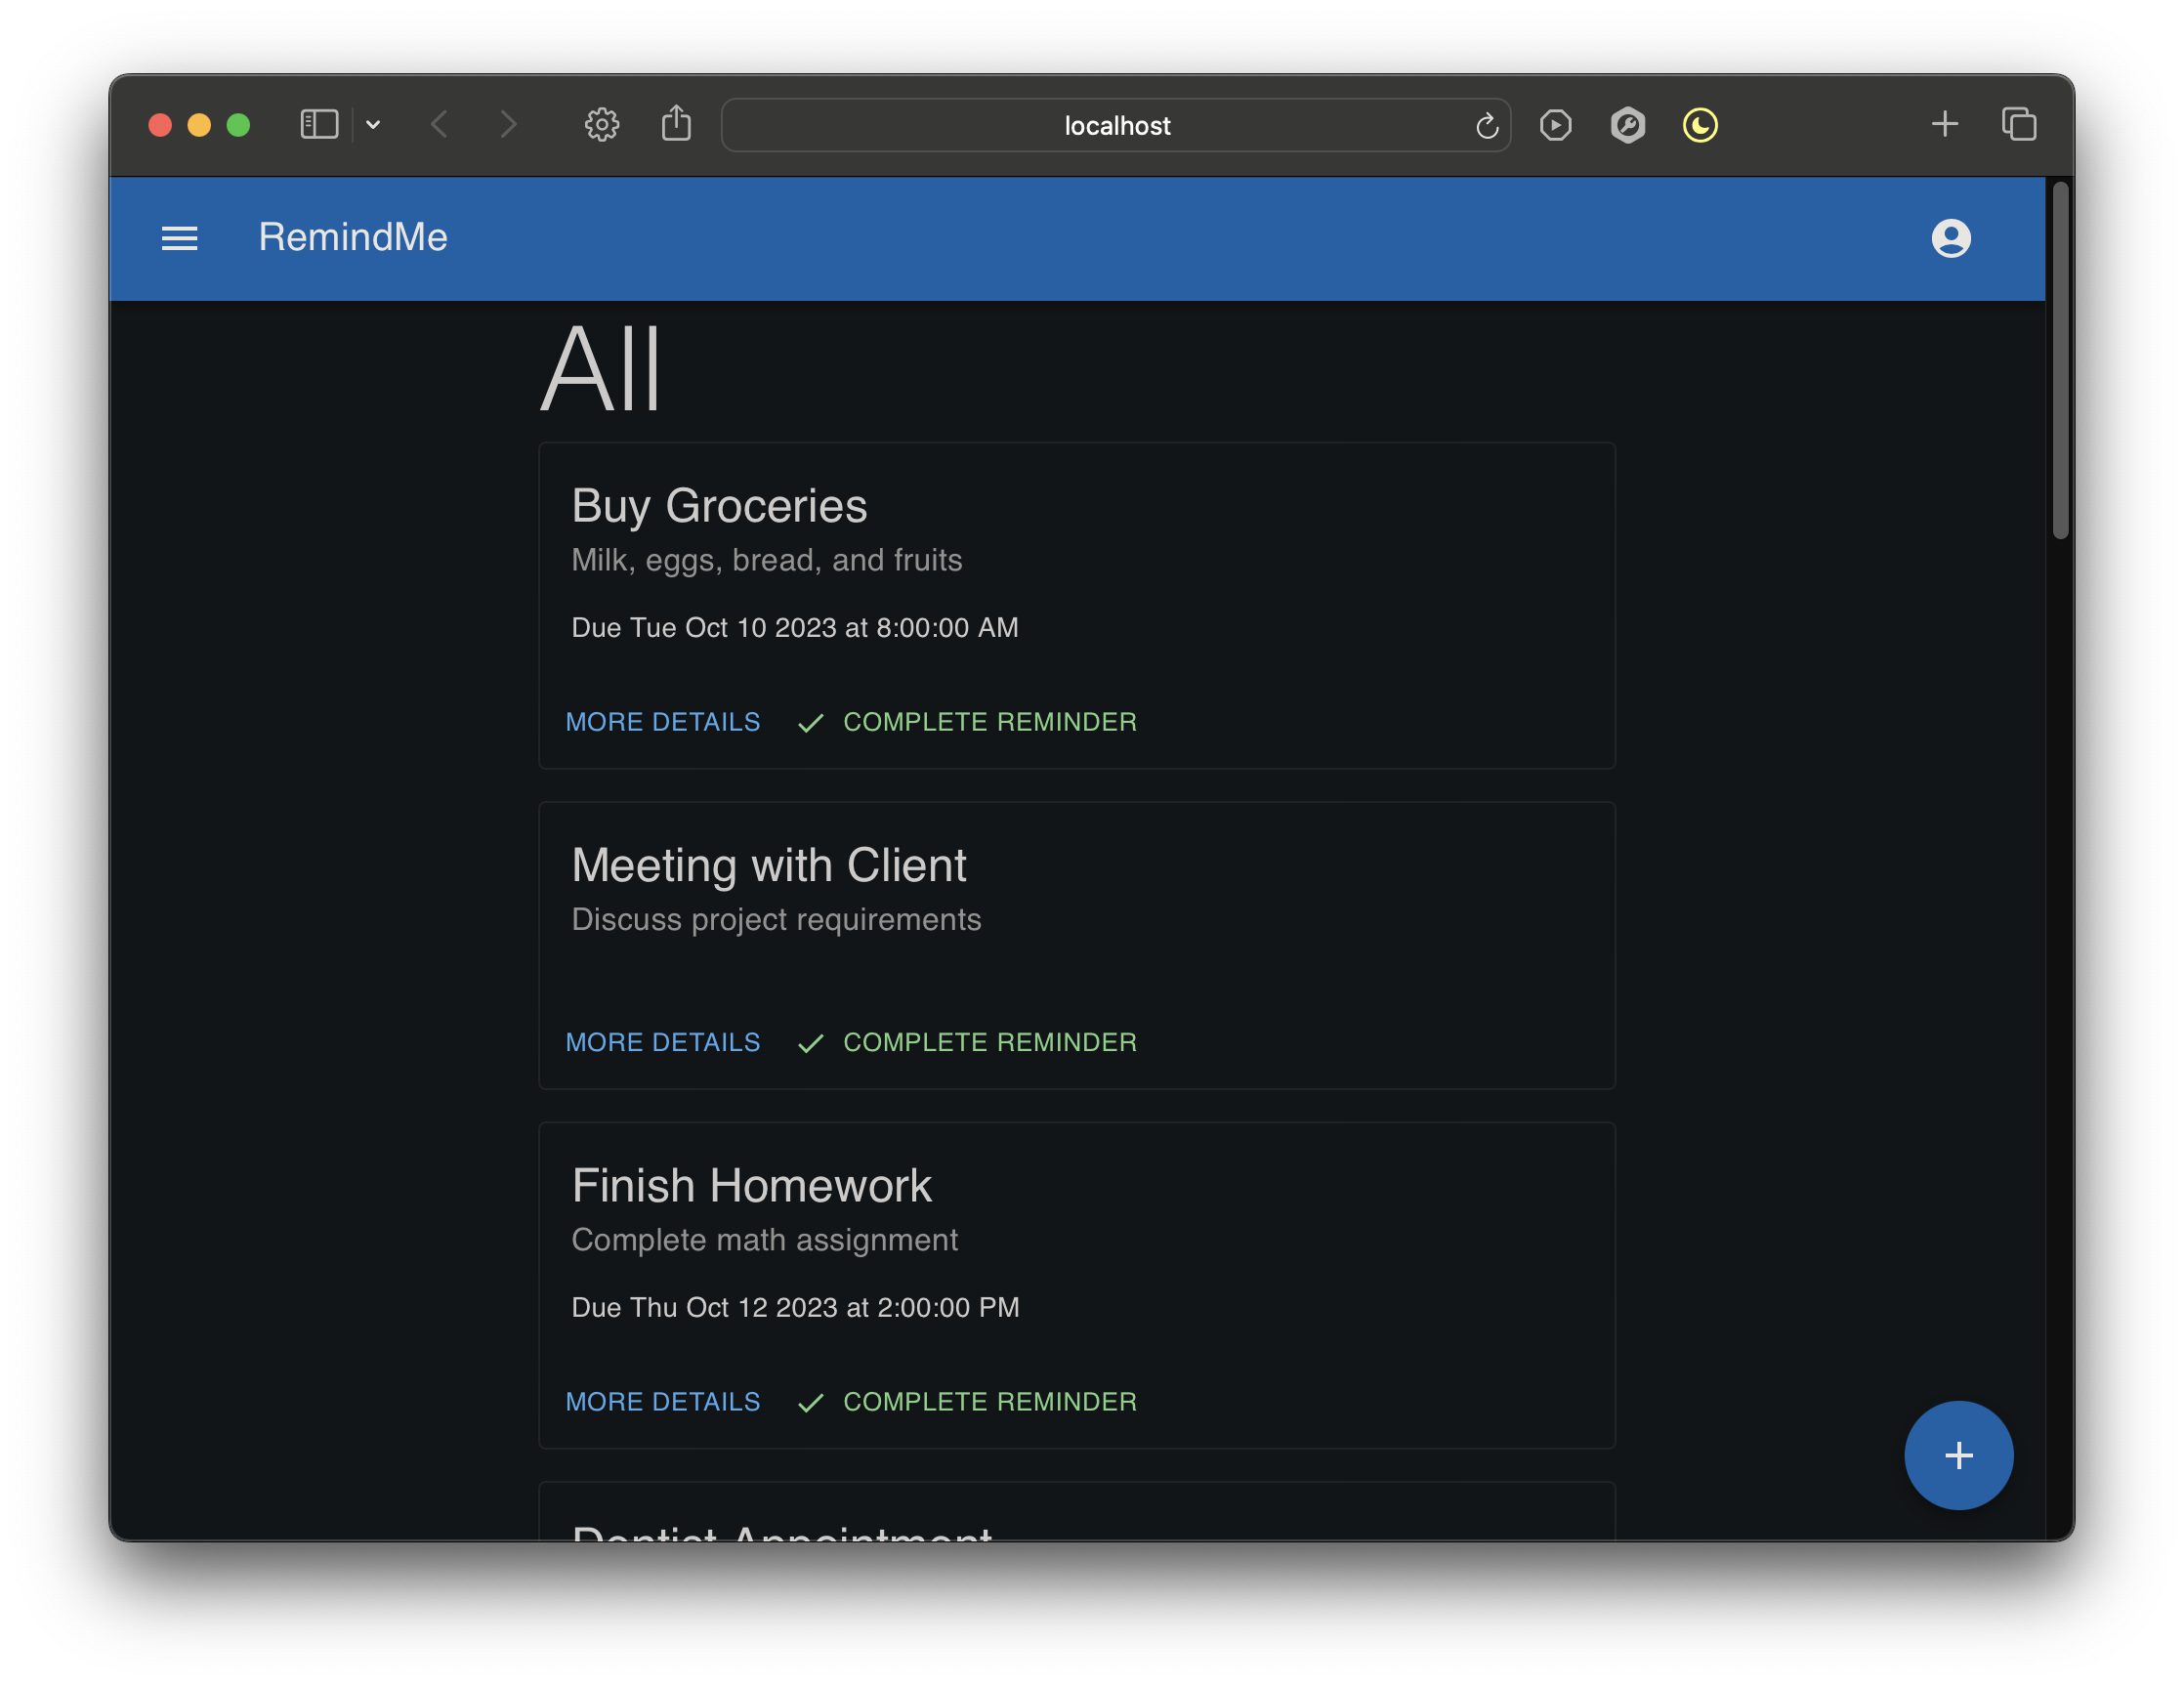 localhost
RemindMe
All
Buy Groceries
Milk, eggs, bread, and fruits
Due Tue Oct 10 2023 at 8:00:00 AM
MORE DETAILS COMPLETE REMINDER
Meeting with Client
Discuss project requirements
MORE DETAILS COMPLETE REMINDER
Finish Homework
Complete math assignment
Due Thu Oct 12 2023 at 2:00:00 PM
MORE DETAILS COMPLETE REMINDER
Dentist Appointment